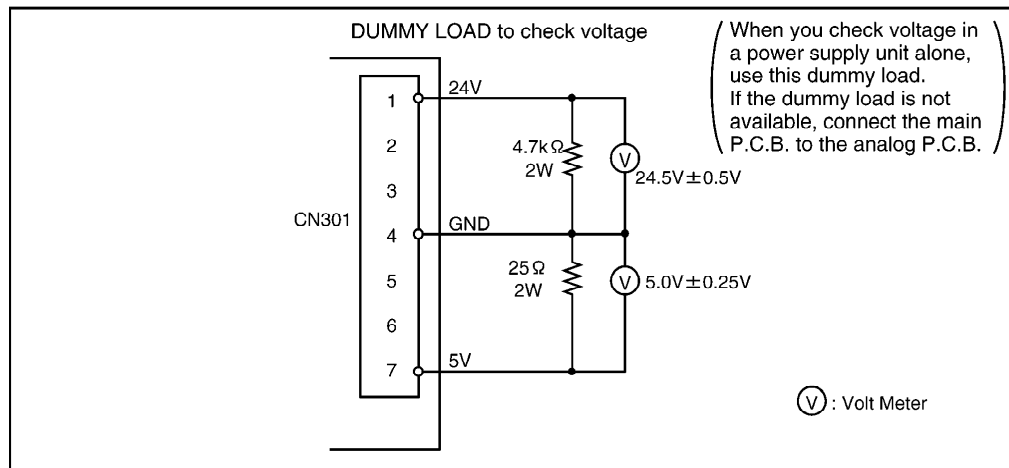 DUMMY LOAD to check voltage
When you check voltage in
a power supply unit alone,
use this dummy load.
If the dummy load is not
available, connect the main
P.C.B. to the analog P.C.B.
CN301
1
2
3
4
5
6
7
24V
GND
5V
4.7kΩ
2W
25Ω
2W
V
24.5V±0.5V
V
5.0V±0.25V
V : Volt Meter